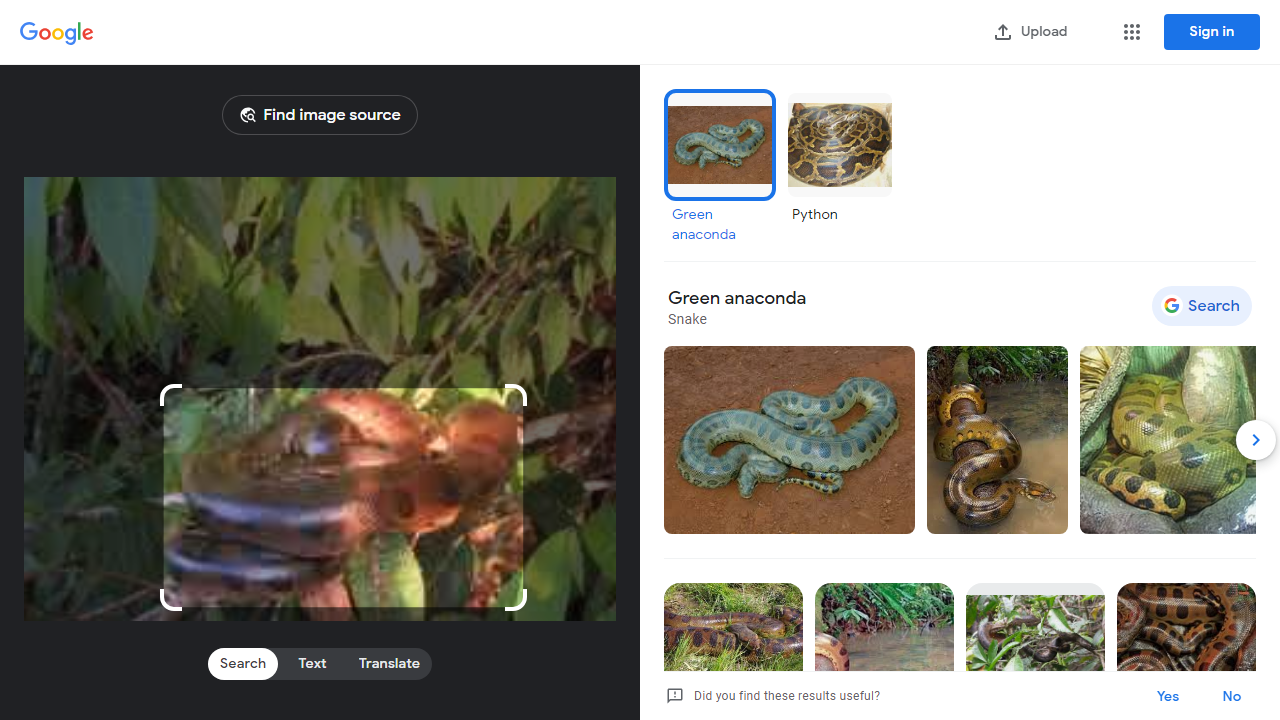 Google
Upload
Sign in
Find image source
Green
anaconda
Python
Green anaconda
Snake
Search
Search
Text
Translate
Did you find these results useful?
Yes
No